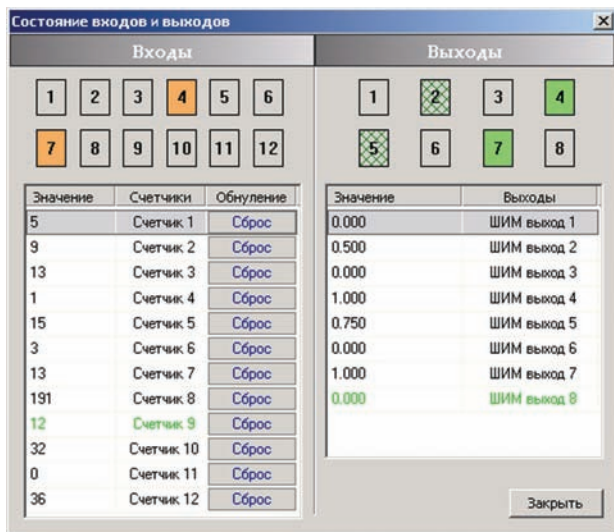 Состояние входов и выходов
Входы
1 2 3 4 5 6
7 8 9 10 11 12
Значение Счетчики Обнуление
5 Счетчик 1 Сброс
9 Счетчик 2 Сброс
13 Счетчик 3 Сброс
1 Счетчик 4 Сброс
15 Счетчик 5 Сброс
3 Счетчик 6 Сброс
13 Счетчик 7 Сброс
191 Счетчик 8 Сброс
12 Счетчик 9 Сброс
32 Счетчик 10 Сброс
0 Счетчик 11 Сброс
36 Счетчик 12 Сброс
Выходы
1 2 3 4
5 6 7 8
Значение Выходы
0.000 ШИМ выход 1
0.500 ШИМ выход 2
0.000 ШИМ выход 3
1.000 ШИМ выход 4
0.750 ШИМ выход 5
0.000 ШИМ выход 6
1.000 ШИМ выход 7
0.000 ШИМ выход 8
Закрыть